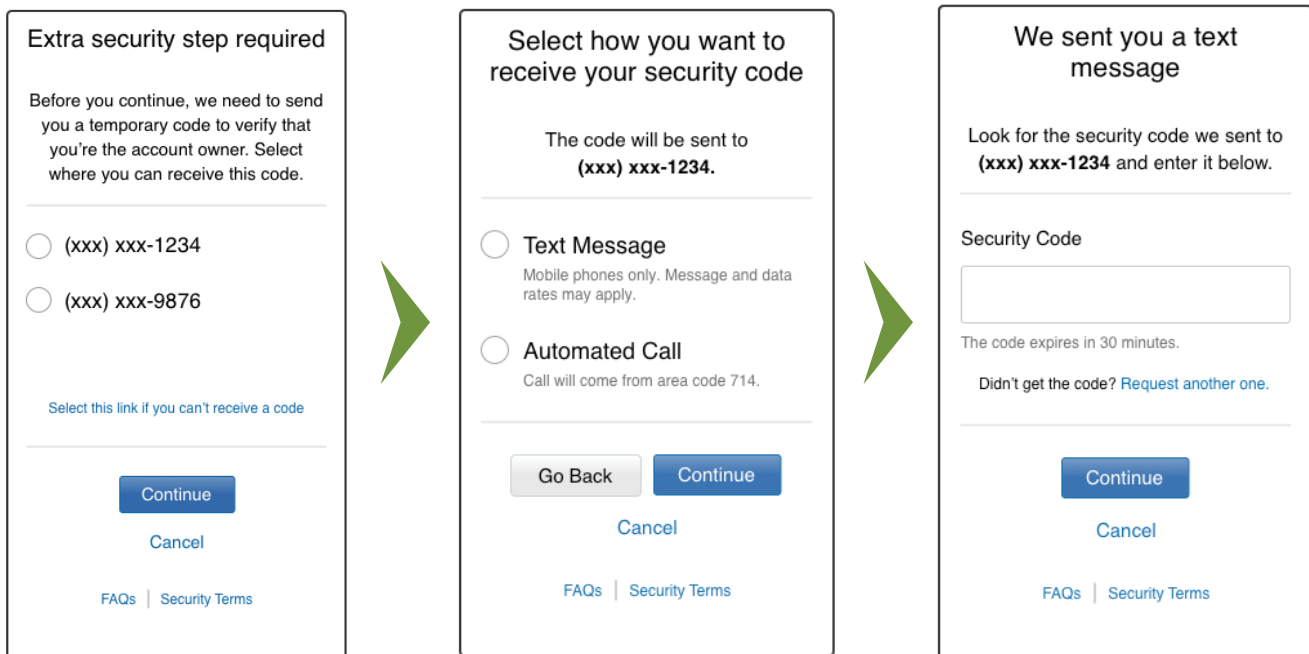 Extra security step required
Before you continue, we need to send
you a temporary code to verify that
you're the account owner. Select
where you can receive this code.
(xxx) xxx-1234
(xxx) xxx-9876
Select this link if you can't receive a code
Continue
Cancel
FAQs | Security Terms
Select how you want to
receive your security code
The code will be sent to
(xxx) xxx-1234.
Text Message
Mobile phones only. Message and data
rates may apply.
Automated Call
Call will come from area code 714.
Go Back Continue
Cancel
FAQs | Security Terms
We sent you a text
message
Look for the security code we sent to
(xxx) xxx-1234 and enter it below.
Security Code
The code expires in 30 minutes.
Didn't get the code? Request another one.
Continue
Cancel
FAQs | Security Terms